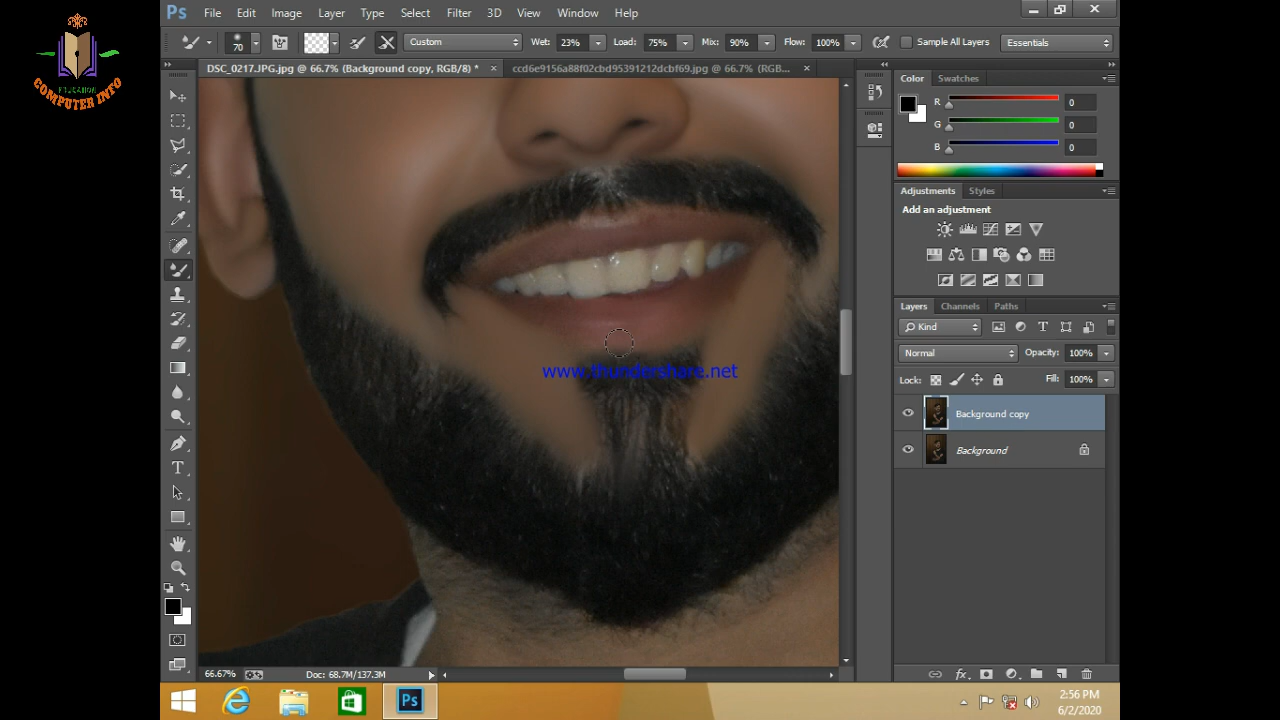 Ps File Edit Image Layer Type Select Filter 3D View Window Help
70 Custom Wet: 23% Load: 75% Mix: 90% Flow: 100% Sample All Layers Essentials
DSC_0217.JPG.jpg @ 66.7% (Background copy, RGB/8) * ccd6e9156a88f02cbd95391212dcbf69.jpg @ 66.7% (RGB...
EDUCATION
COMPUTER INFO
Color Swatches
R 0
G 0
B 0
Adjustments Styles
Add an adjustment
Layers Channels Paths
Kind
Normal Opacity: 100%
Lock: Fill: 100%
Background copy
Background
www.thundershare.net
66.67% Doc: 68.7M/137.3M
Ps
2:56 PM
6/2/2020